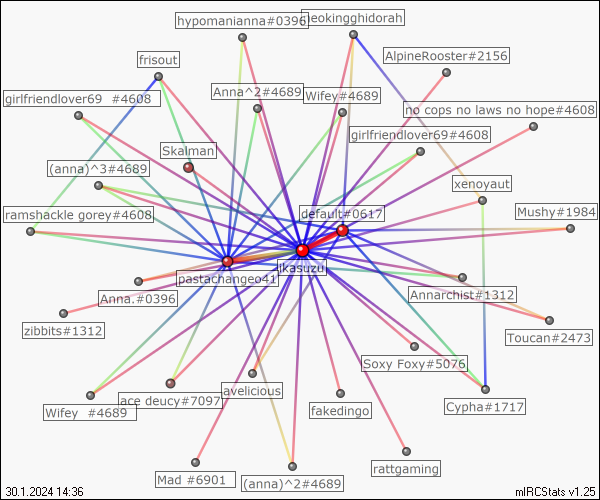 hypomanianna#0396
neokingghidorah
AlpineRooster#2156
frisout
girlfriendlover69 #4608
Anna^2#4689
Wifey#4689
no cops no laws no hope#4608
girlfriendlover69#4608
Skalman
(anna)^3#4689
xenoyaut
ramshackle gorey#4608
default#0617
Mushy#1984
jkasuzu
pastachangeo41
Anna.#0396
Annarchist#1312
zibbits#1312
Toucan#2473
Soxy Foxy#5076
avelicious
ace deucy#7097
Wifey #4689
fakedingo
Cypha#1717
rattgaming
Mad #6901
(anna)^2#4689
30.1.2024 14:36
mIRCStats v1.25